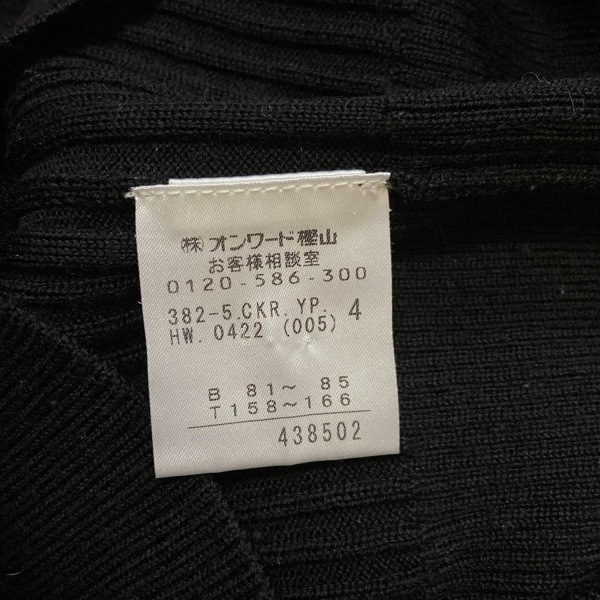 (株)オンワード樫山
お客様相談室
0120-586-300
382-5.CKR.YP. 4
HW. 0422 (005)
B 81〜 85
T 158〜166
438502